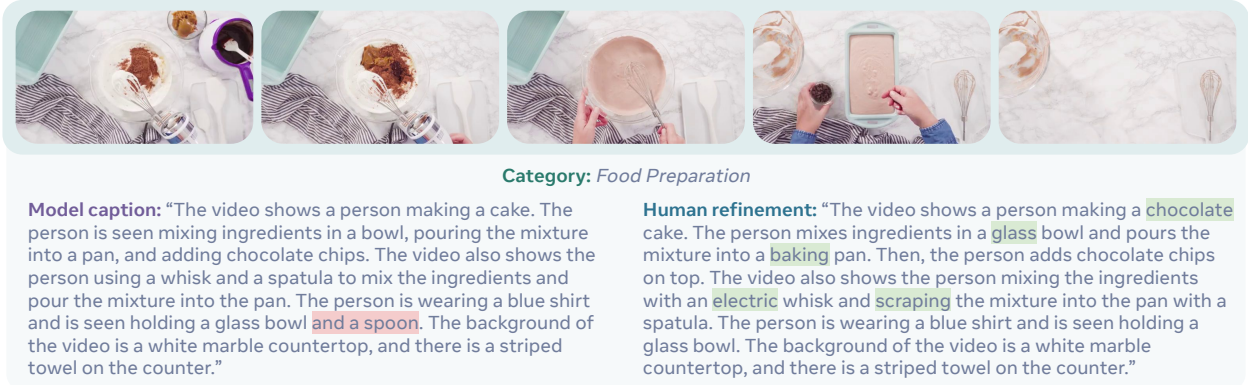 Category: Food Preparation
Model caption: “The video shows a person making a cake. The
person is seen mixing ingredients in a bowl, pouring the mixture
into a pan, and adding chocolate chips. The video also shows the
person using a whisk and a spatula to mix the ingredients and
pour the mixture into the pan. The person is wearing a blue shirt
and is seen holding a glass bowl and a spoon. The background of
the video is a white marble countertop, and there is a striped
towel on the counter.”
Human refinement: “The video shows a person making a chocolate
cake. The person mixes ingredients in a glass bowl and pours the
mixture into a baking pan. Then, the person adds chocolate chips
on top. The video also shows the person mixing the ingredients
with an electric whisk and scraping the mixture into the pan with a
spatula. The person is wearing a blue shirt and is seen holding a
glass bowl. The background of the video is a white marble
countertop, and there is a striped towel on the counter.”